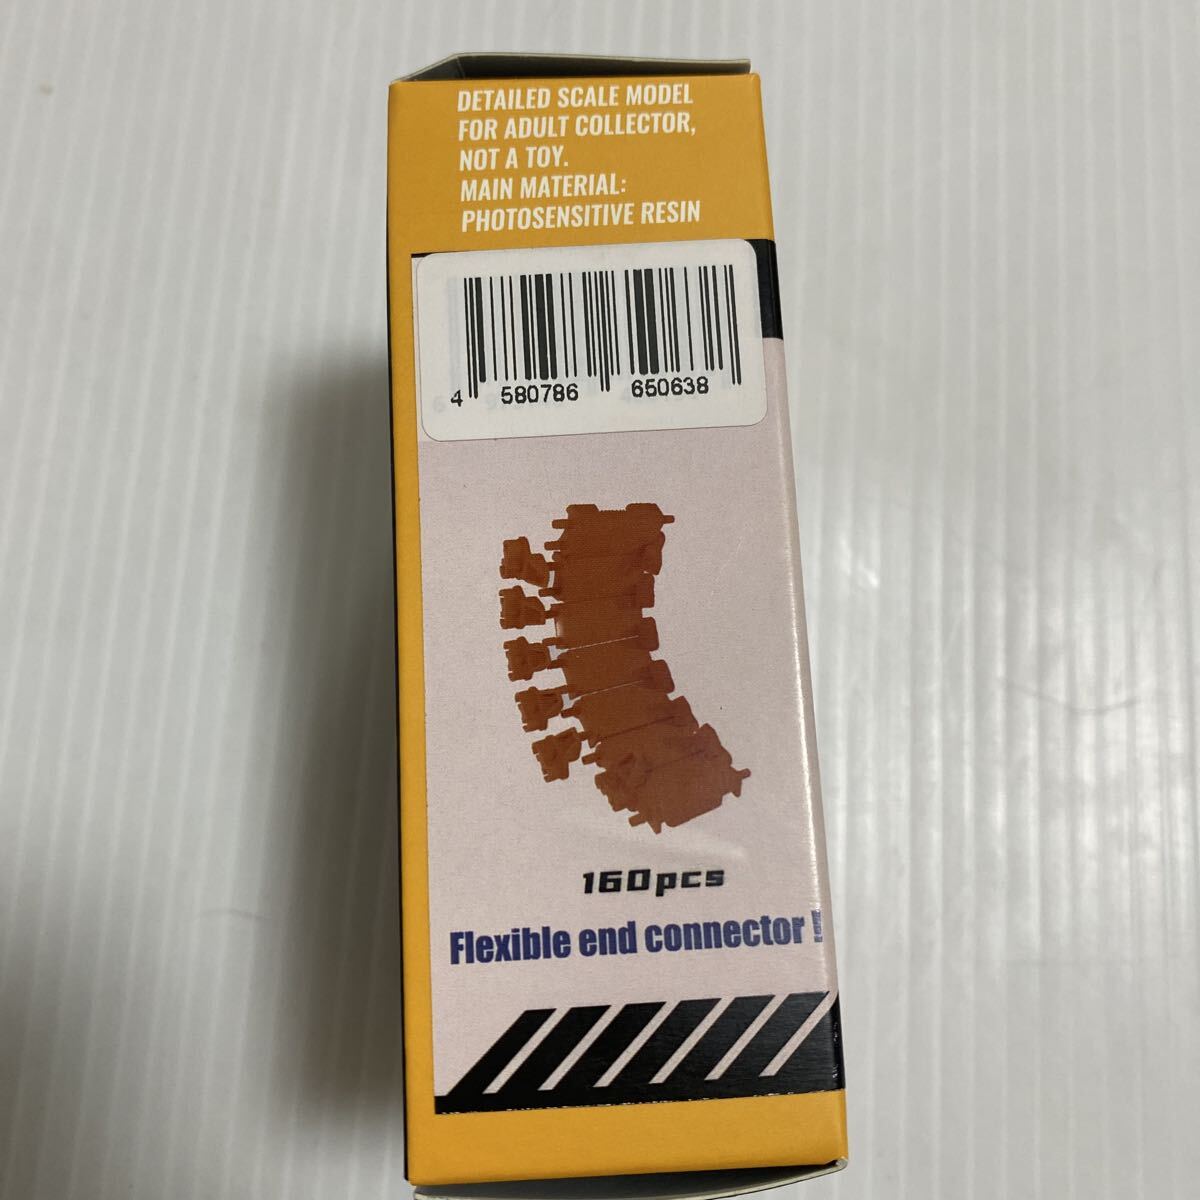 DETAILED SCALE MODEL
FOR ADULT COLLECTOR,
NOT A TOY.
MAIN MATERIAL:
PHOTOSENSITIVE RESIN
4 580786 650638
160pcs
Flexible end connector!